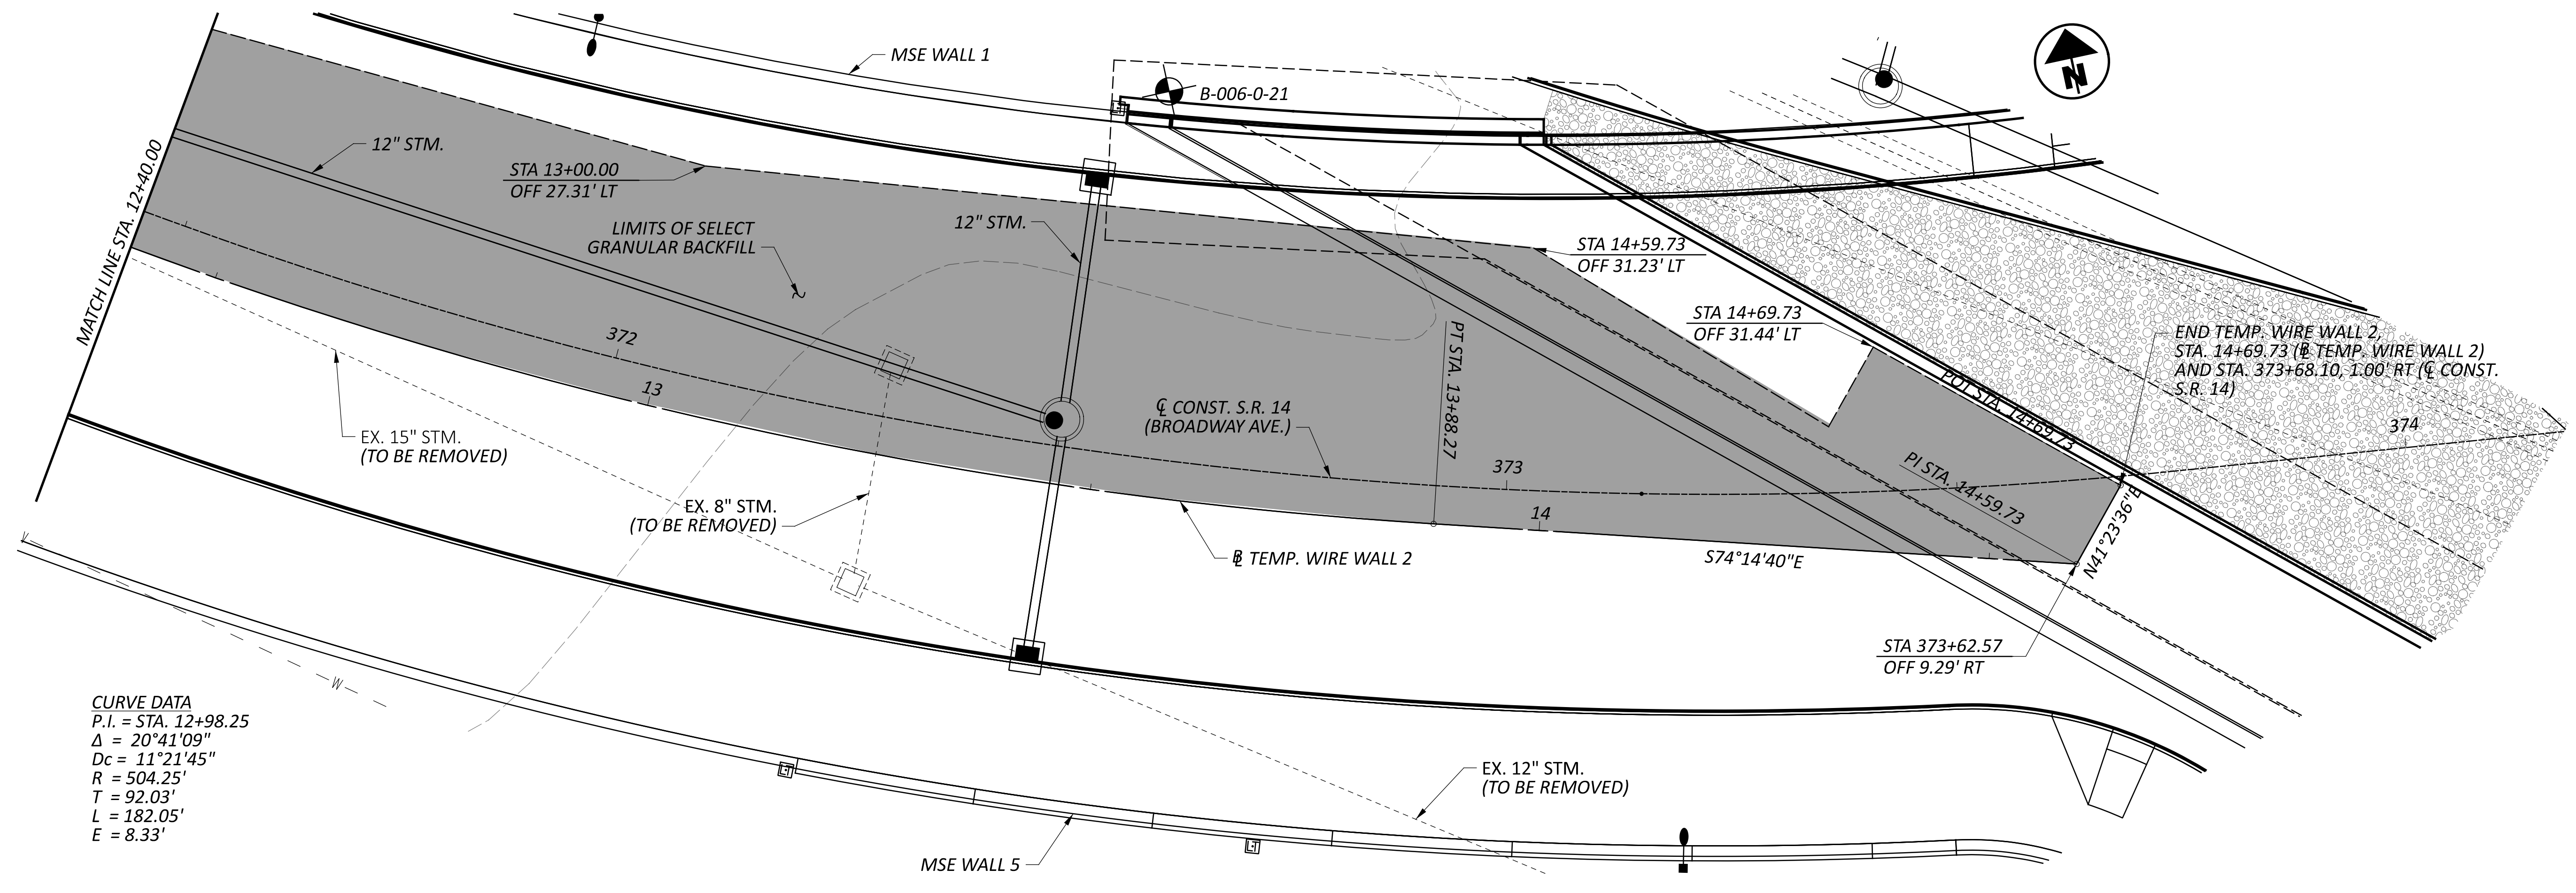 MSE WALL 1
B-006-0-21
N
MATCH LINE STA. 12+40.00
12" STM.
STA 13+00.00
OFF 27.31' LT
LIMITS OF SELECT
GRANULAR BACKFILL
12" STM.
STA 14+59.73
OFF 31.23' LT
STA 14+69.73
OFF 31.44' LT
END TEMP. WIRE WALL 2,
STA. 14+69.73 (℄ TEMP. WIRE WALL 2)
AND STA. 373+68.10, 1.00' RT (℄ CONST.
S.R. 14)
POT STA. 14+69.73
PT STA. 13+88.27
372
13
℄ CONST. S.R. 14
(BROADWAY AVE.)
373
374
PI STA. 14+59.73
14
EX. 15" STM.
(TO BE REMOVED)
EX. 8" STM.
(TO BE REMOVED)
BL TEMP. WIRE WALL 2
S74°14'40"E
N41°23'36"E
STA 373+62.57
OFF 9.29' RT
W
CURVE DATA
P.I. = STA. 12+98.25
Δ = 20°41'09"
Dc = 11°21'45"
R = 504.25'
T = 92.03'
L = 182.05'
E = 8.33'
EX. 12" STM.
(TO BE REMOVED)
MSE WALL 5